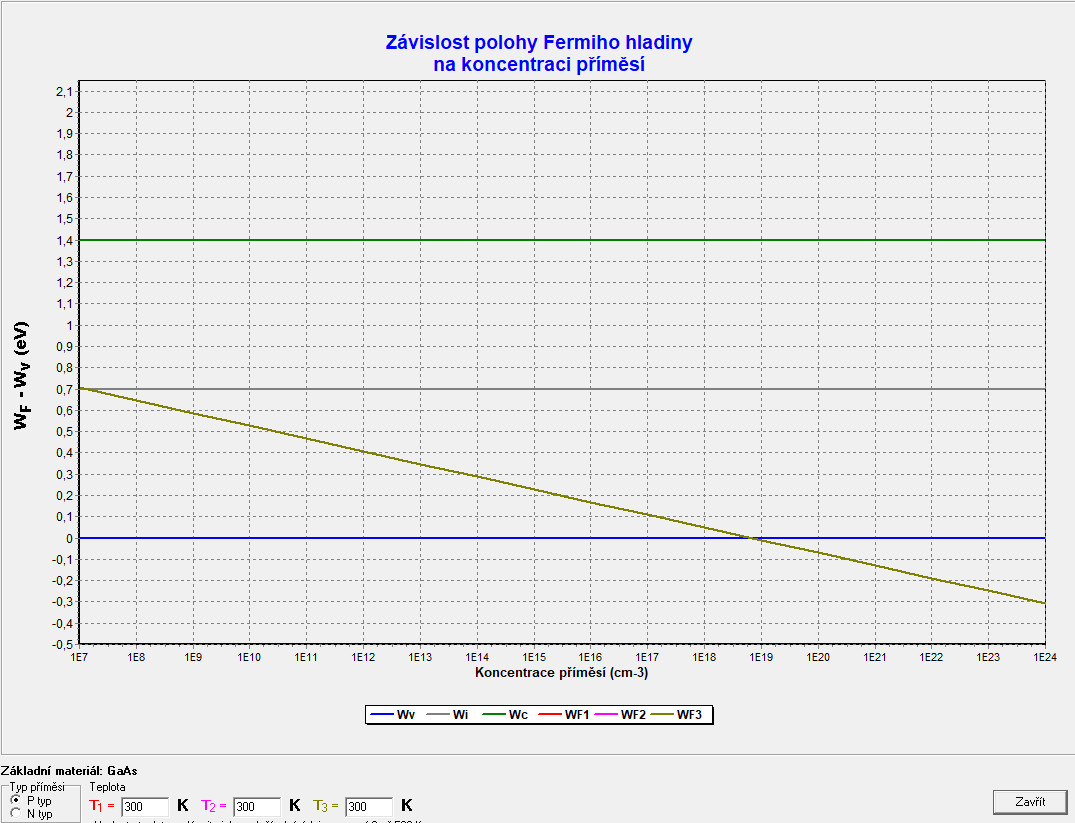 Závislost polohy Fermiho hladiny
na koncentraci příměsí
W_F - W_v (eV)
2,1
2
1,9
1,8
1,7
1,6
1,5
1,4
1,3
1,2
1,1
1
0,9
0,8
0,7
0,6
0,5
0,4
0,3
0,2
0,1
0
-0,1
-0,2
-0,3
-0,4
-0,5
1E7 1E8 1E9 1E10 1E11 1E12 1E13 1E14 1E15 1E16 1E17 1E18 1E19 1E20 1E21 1E22 1E23 1E24
Koncentrace příměsí (cm-3)
Wv Wi Wc WF1 WF2 WF3
Základní materiál: GaAs
Typ příměsi Teplota
P typ T1 = 300 K T2 = 300 K T3 = 300 K
N typ
Zavřít